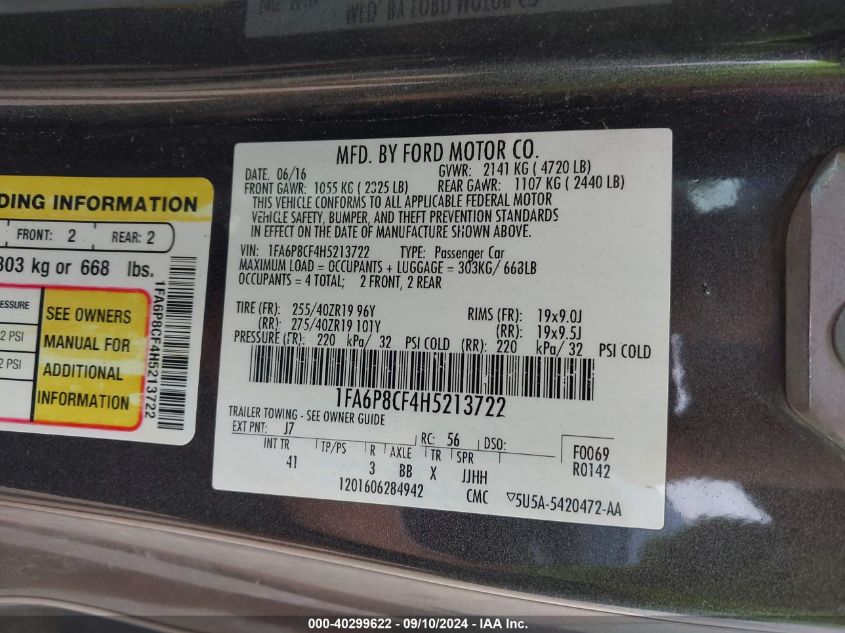 MFD. BY FORD MOTOR CO.
DATE: 06/16 GVWR: 2141 KG ( 4720 LB)
FRONT GAWR: 1055 KG ( 2325 LB) REAR GAWR: 1107 KG ( 2440 LB)
THIS VEHICLE CONFORMS TO ALL APPLICABLE FEDERAL MOTOR
VEHICLE SAFETY, BUMPER, AND THEFT PREVENTION STANDARDS
IN EFFECT ON THE DATE OF MANUFACTURE SHOWN ABOVE.
VIN: 1FA6P8CF4H5213722 TYPE: Passenger Car
MAXIMUM LOAD = OCCUPANTS + LUGGAGE = 303KG/ 668LB
OCCUPANTS = 4 TOTAL; 2 FRONT, 2 REAR
TIRE (FR): 255/40ZR19 96Y RIMS (FR): 19x9.0J
(RR): 275/40ZR19 101Y (RR): 19x9.5J
PRESSURE (FR): 220 kPa/ 32 PSI COLD (RR): 220 kPa/ 32 PSI COLD
1FA6P8CF4H5213722
TRAILER TOWING - SEE OWNER GUIDE
EXT PNT: J7 RC: 56 DSO: F0069
INT TR TP/PS R AXLE TR SPR R0142
41 3 BB X JJHH
1201606284942 CMC 5U5A-5420472-AA
DING INFORMATION
FRONT: 2 REAR: 2
303 kg or 668 lbs.
ESSURE
2 PSI
2 PSI
SEE OWNERS
MANUAL FOR
ADDITIONAL
INFORMATION
1FA6P8CF4H5213722
000-40299622 - 09/10/2024 - IAA Inc.